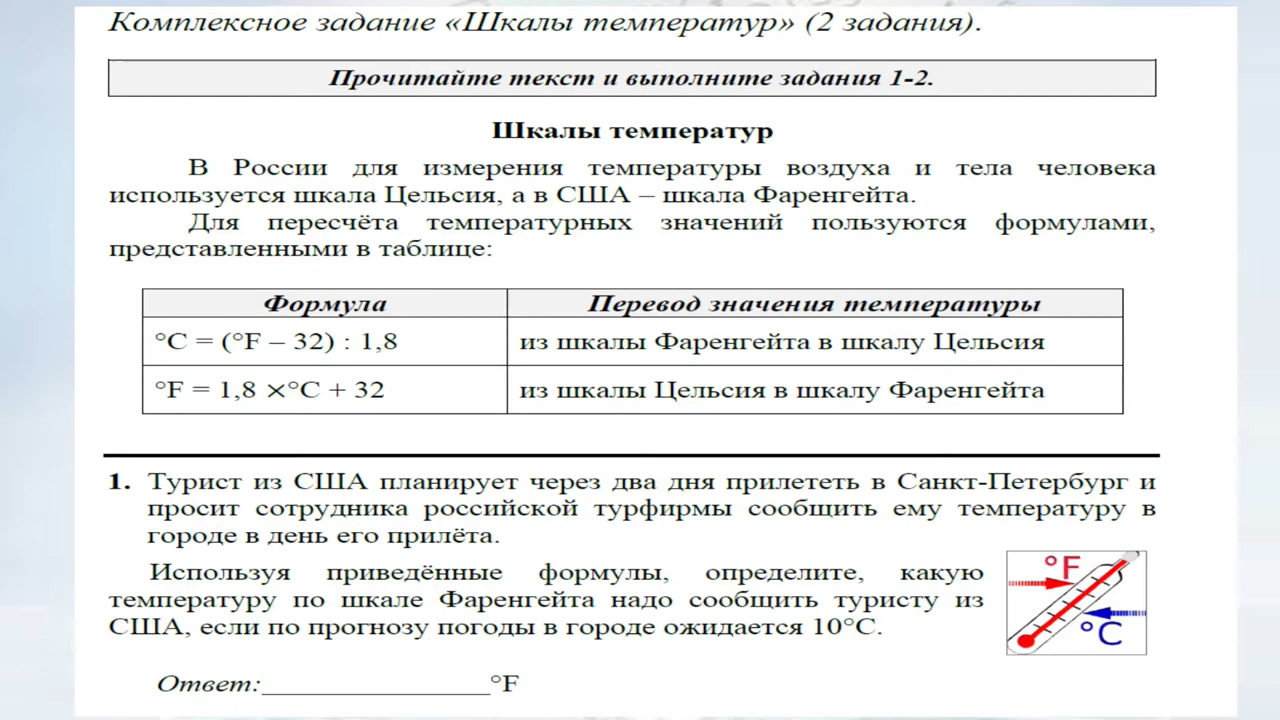 Комплексное задание «Шкалы температур» (2 задания).
Прочитайте текст и выполните задания 1-2.
Шкалы температур
В России для измерения температуры воздуха и тела человека
используется шкала Цельсия, а в США – шкала Фаренгейта.
Для пересчёта температурных значений пользуются формулами,
представленными в таблице:
Формула Перевод значения температуры
°C = (°F – 32) : 1,8 из шкалы Фаренгейта в шкалу Цельсия
°F = 1,8 ×°C + 32 из шкалы Цельсия в шкалу Фаренгейта
1. Турист из США планирует через два дня прилететь в Санкт-Петербург и
просит сотрудника российской турфирмы сообщить ему температуру в
городе в день его прилёта.
Используя приведённые формулы, определите, какую
температуру по шкале Фаренгейта надо сообщить туристу из
США, если по прогнозу погоды в городе ожидается 10°C.
°F
°C
Ответ:___________________°F